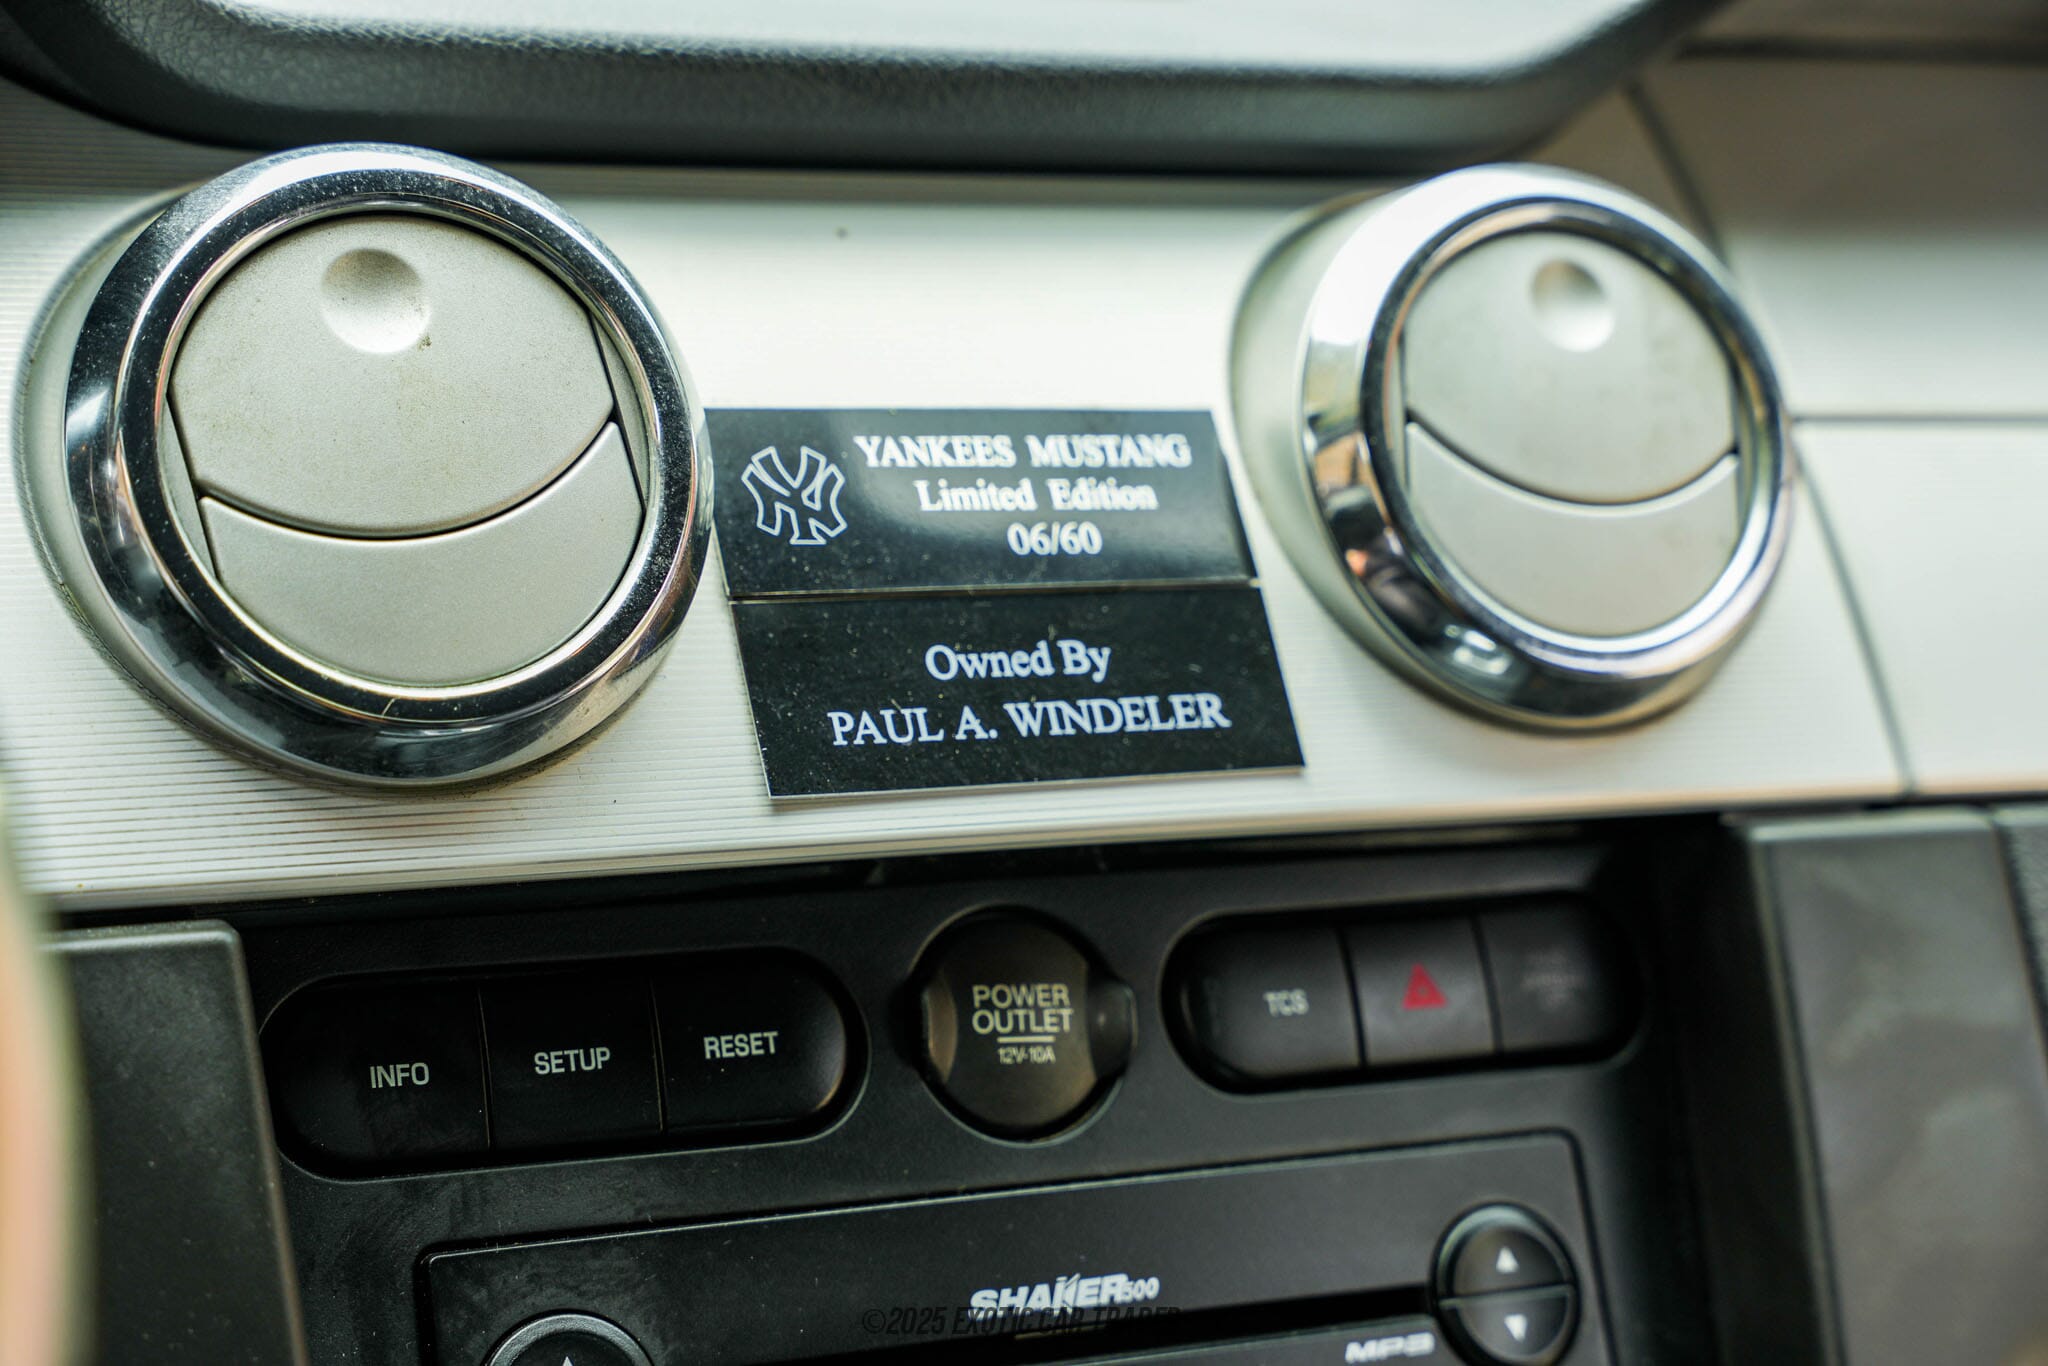 YANKEES MUSTANG
Limited Edition
06/60
Owned By
PAUL A. WINDELER
INFO
SETUP
RESET
POWER
OUTLET
12V-10A
TCS
SHAKER500
©2025 EXOTIC CAR TRADER
MP3